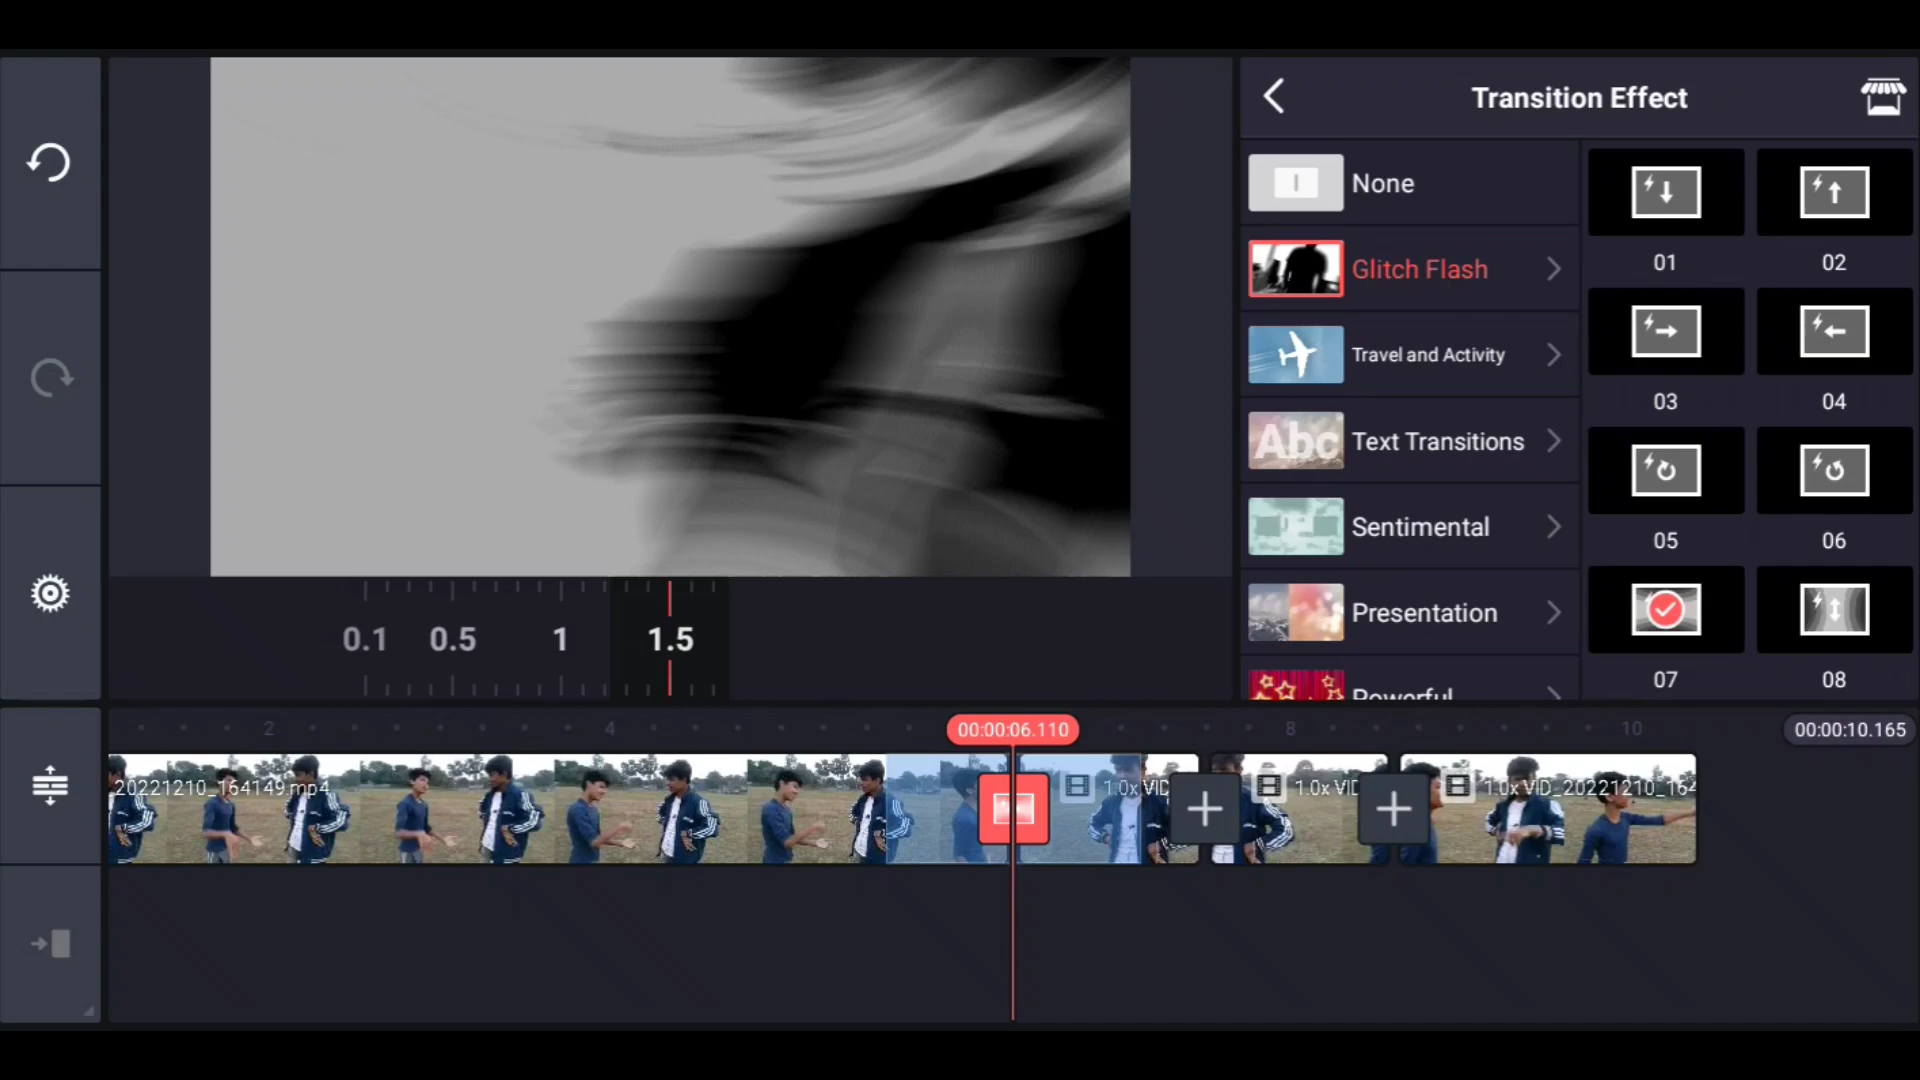 Transition Effect
None
Glitch Flash
Travel and Activity
Abc
Text Transitions
Sentimental
Presentation
Powerful
01
02
03
04
05
06
07
08
0.1
0.5
1
1.5
2
4
00:00:06.110
8
10
00:00:10.165
20221210_164149.mp4
1.0x VID
1.0x VID
1.0x VID_20221210_164